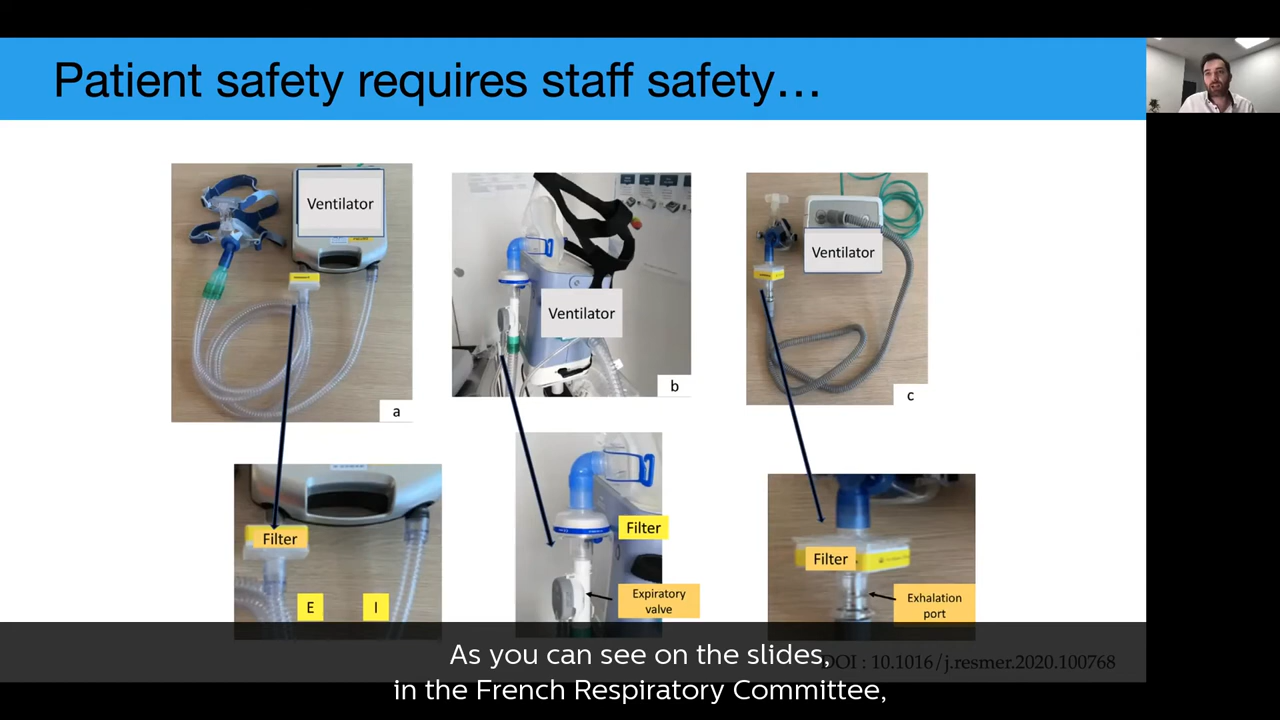 Patient safety requires staff safety…
Ventilator
a
Ventilator
b
Ventilator
c
Filter
E
I
Filter
Expiratory
valve
Filter
Exhalation
port
DOI : 10.1016/j.resmer.2020.100768
As you can see on the slides,
in the French Respiratory Committee,